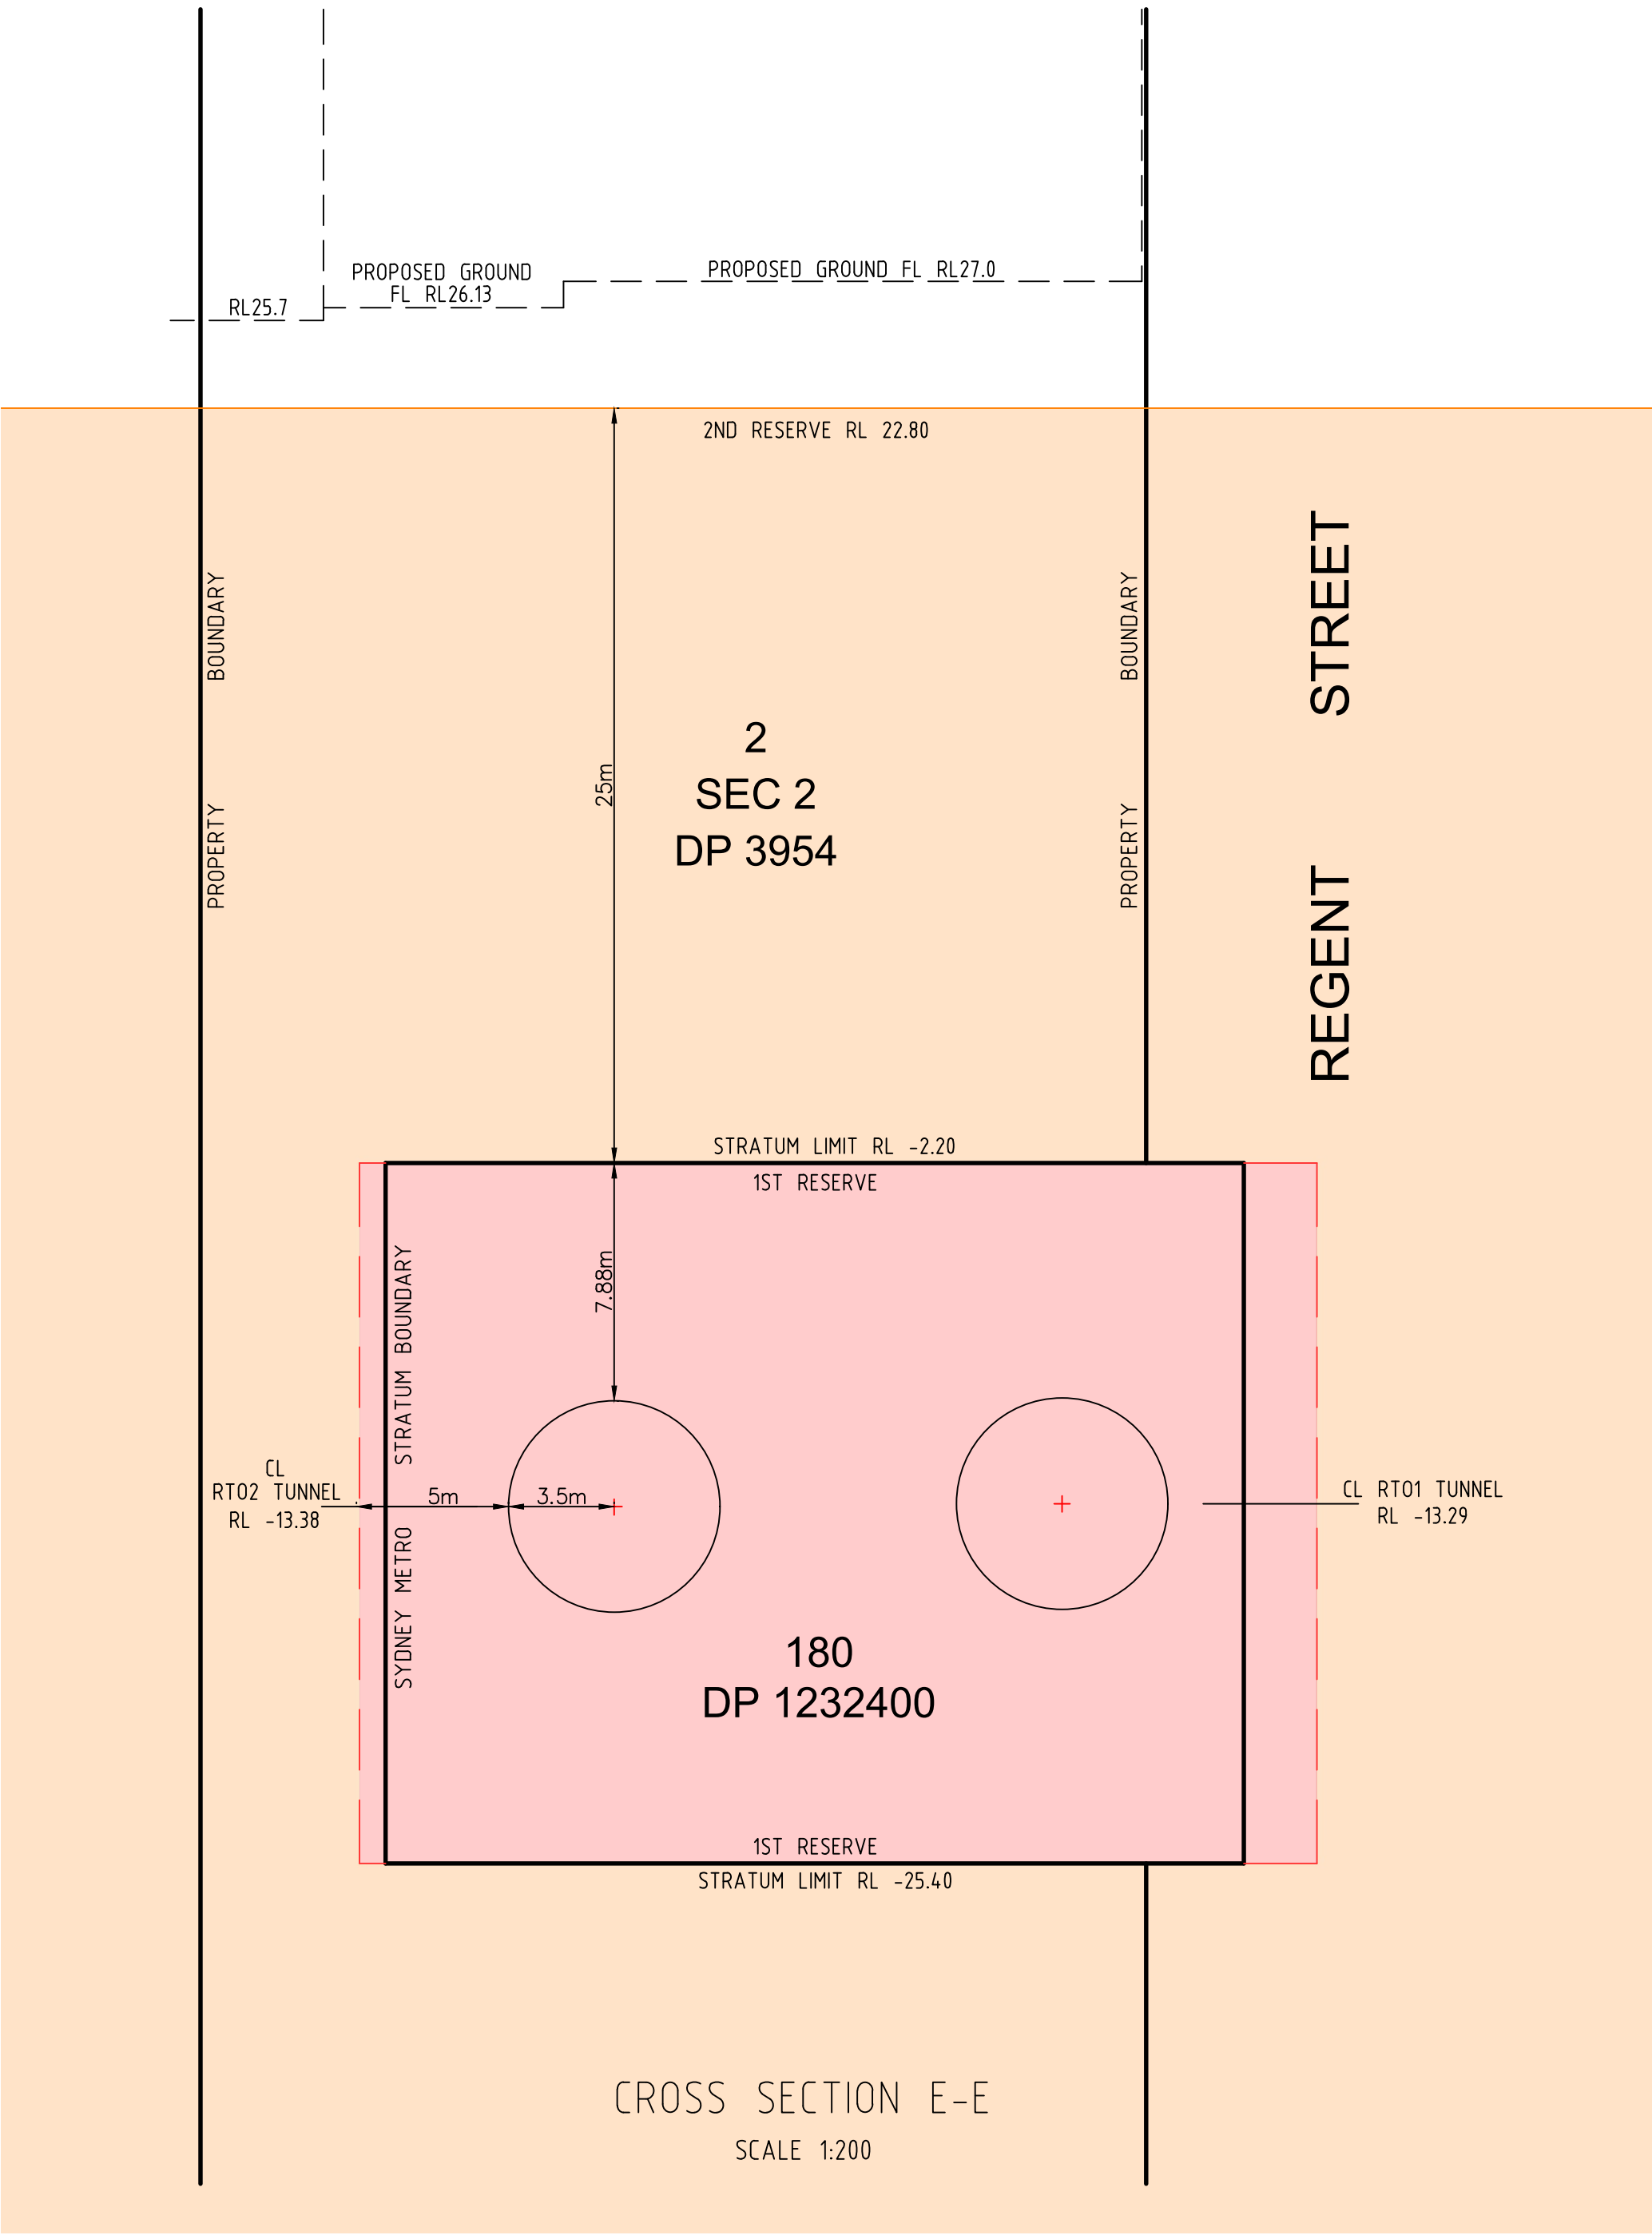 PROPOSED GROUND
FL RL26.13
PROPOSED GROUND FL RL27.0
RL25.7
2ND RESERVE RL 22.80
PROPERTY BOUNDARY
PROPERTY BOUNDARY
REGENT STREET
25m
2
SEC 2
DP 3954
STRATUM LIMIT RL -2.20
1ST RESERVE
7.88m
SYDNEY METRO STRATUM BOUNDARY
CL
RT02 TUNNEL
RL -13.38
5m
3.5m
CL RT01 TUNNEL
RL -13.29
180
DP 1232400
1ST RESERVE
STRATUM LIMIT RL -25.40
CROSS SECTION E-E
SCALE 1:200